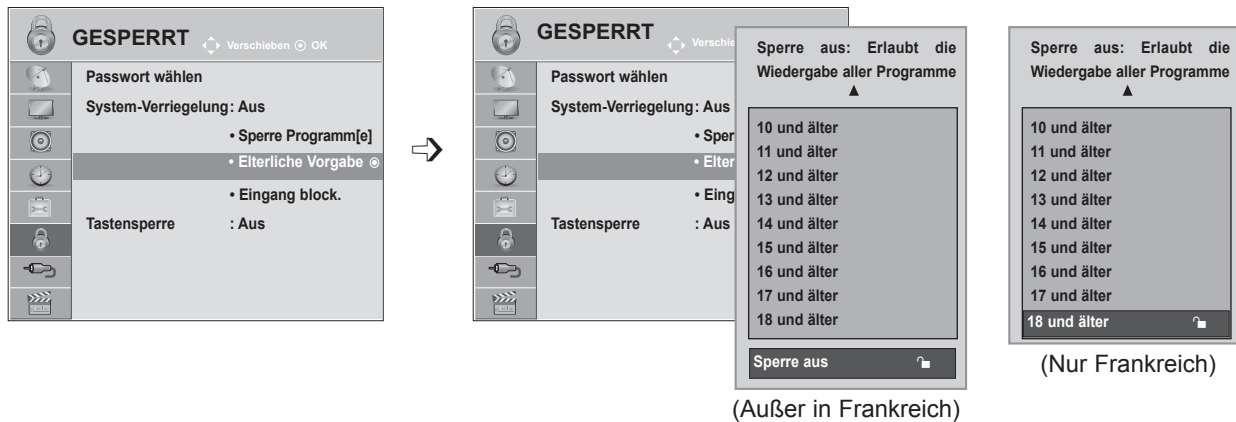 GESPERRT
Verschieben OK
Passwort wählen
System-Verriegelung: Aus
• Sperre Programm[e]
• Elterliche Vorgabe
• Eingang block.
Tastensperre : Aus
GESPERRT
Verschie
Passwort wählen
System-Verriegelung: Aus
• Sper
• Elter
• Eing
Tastensperre : Aus
Sperre aus: Erlaubt die
Wiedergabe aller Programme
10 und älter
11 und älter
12 und älter
13 und älter
14 und älter
15 und älter
16 und älter
17 und älter
18 und älter
Sperre aus
(Außer in Frankreich)
Sperre aus: Erlaubt die
Wiedergabe aller Programme
10 und älter
11 und älter
12 und älter
13 und älter
14 und älter
15 und älter
16 und älter
17 und älter
18 und älter
(Nur Frankreich)